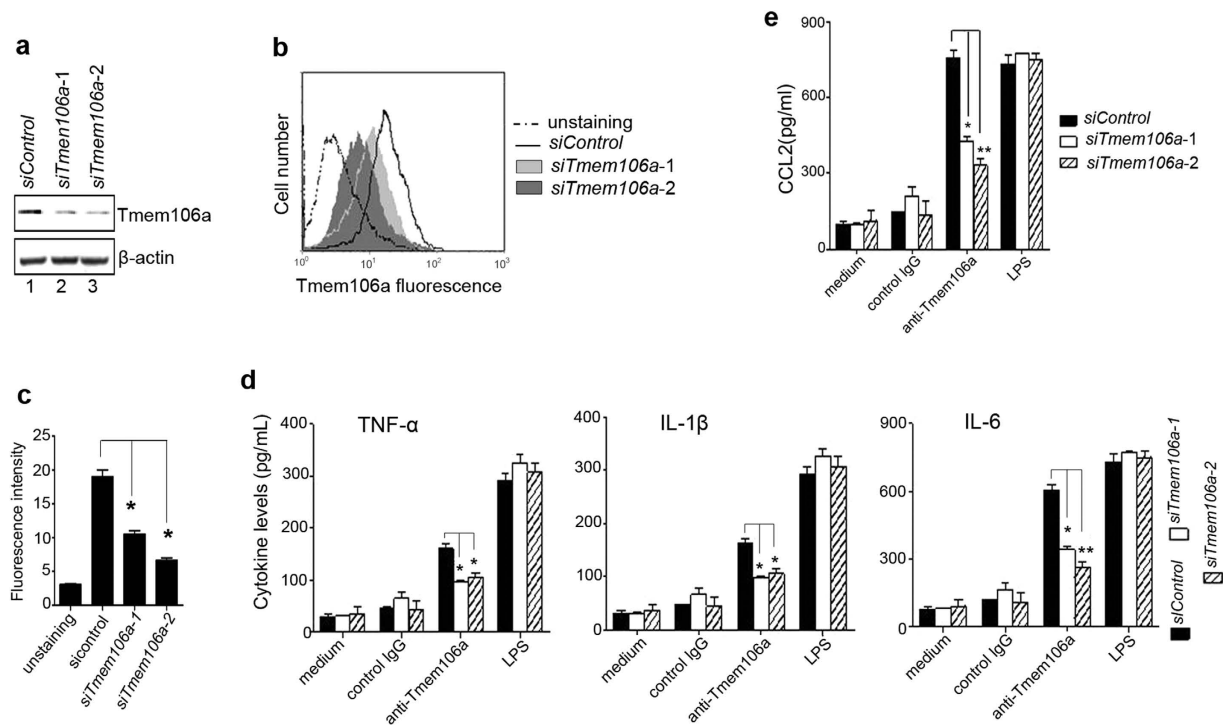 a
siControl
siTmen106a-1
siTmem106a-2
Tmem106a
β-actin
1 2 3
b
Cell number
10⁰ 10¹ 10² 10³
Tmem106a fluorescence
unstaining
siControl
siTmem106a-1
siTmem106a-2
e
CCL2(pg/ml)
900
600
300
0
* **
medium
control IgG
anti-Tmem106a
LPS
siControl
siTmem106a-1
siTmem106a-2
c
Fluorescence intensity
25
20
15
10
5
0
* *
unstaining
sicontrol
siTmem106a-1
siTmem106a-2
d
Cytokine levels (pg/mL)
TNF-α
400
300
200
100
0
* *
medium
control IgG
anti-Tmem106a
LPS
IL-1β
400
300
200
100
0
* *
medium
control IgG
anti-Tmem106a
LPS
IL-6
900
600
300
0
* **
medium
control IgG
anti-Tmem106a
LPS
siControl
siTmem106a-1
siTmem106a-2